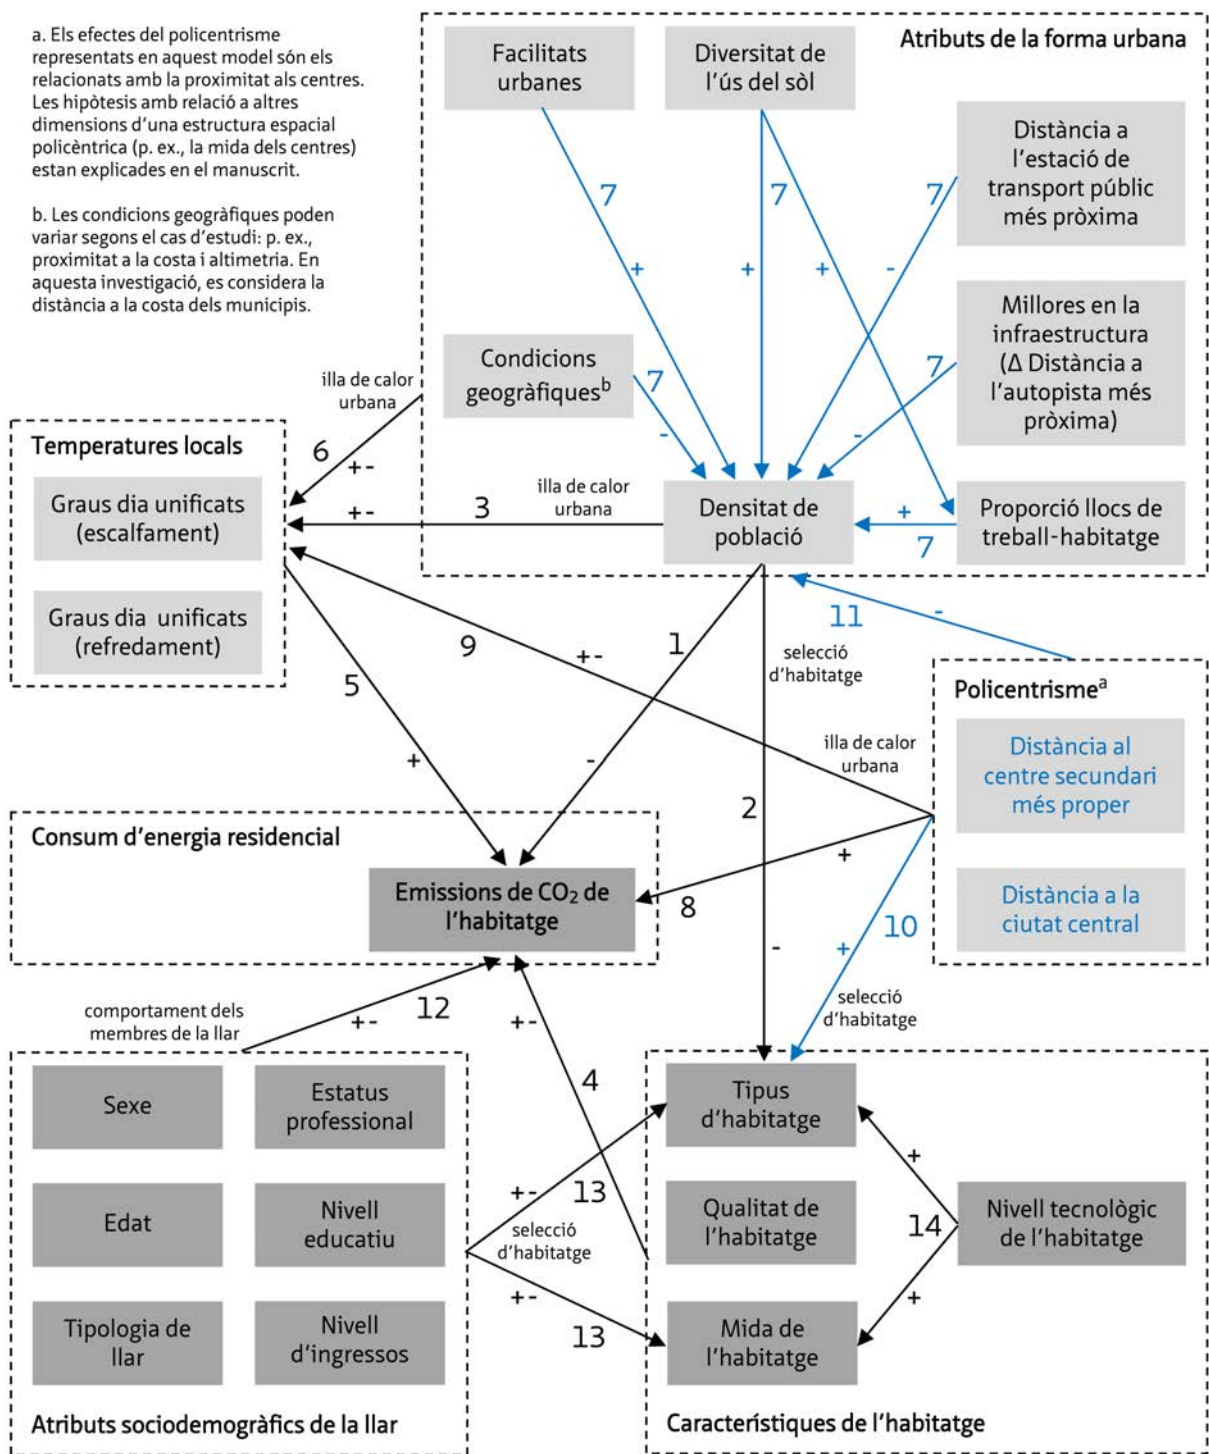 a. Els efectes del policentrisme
representats en aquest model són els
relacionats amb la proximitat als centres.
Les hipòtesis amb relació a altres
dimensions d'una estructura espacial
policèntrica (p. ex., la mida dels centres)
estan explicades en el manuscrit.
b. Les condicions geogràfiques poden
variar segons el cas d'estudi: p. ex.,
proximitat a la costa i altimetria. En
aquesta investigació, es considera la
distància a la costa dels municipis.
Atributs de la forma urbana
Facilitats
urbanes
Diversitat de
l'ús del sòl
Distància a
l'estació de
transport públic
més pròxima
Millores en la
infraestructura
(Δ Distància a
l'autopista més
pròxima)
Condicions
geogràfiquesᵇ
Densitat de
població
Proporció llocs de
treball-habitatge
7
+
7
+
+
7
-
7
-
7
-
+
7
illa de calor
urbana
6
+-
3
+-
illa de calor
urbana
Temperatures locals
Graus dia unificats
(escalfament)
Graus dia unificats
(refredament)
11
-
9
+-
1
-
selecció
d'habitatge
5
+
2
-
illa de calor
urbana
Policentrismeᵃ
Distància al
centre secundari
més proper
Distància a la
ciutat central
8
+
10
+
selecció
d'habitatge
Consum d'energia residencial
Emissions de CO₂ de
l'habitatge
comportament dels
membres de la llar
12
+-
+-
4
Sexe
Estatus
professional
Edat
Nivell
educatiu
Tipologia de
llar
Nivell
d'ingressos
Atributs sociodemogràfics de la llar
+-
13
selecció
d'habitatge
+-
13
Tipus
d'habitatge
Qualitat de
l'habitatge
Mida de
l'habitatge
+
14
+
Nivell tecnològic
de l'habitatge
Característiques de l'habitatge